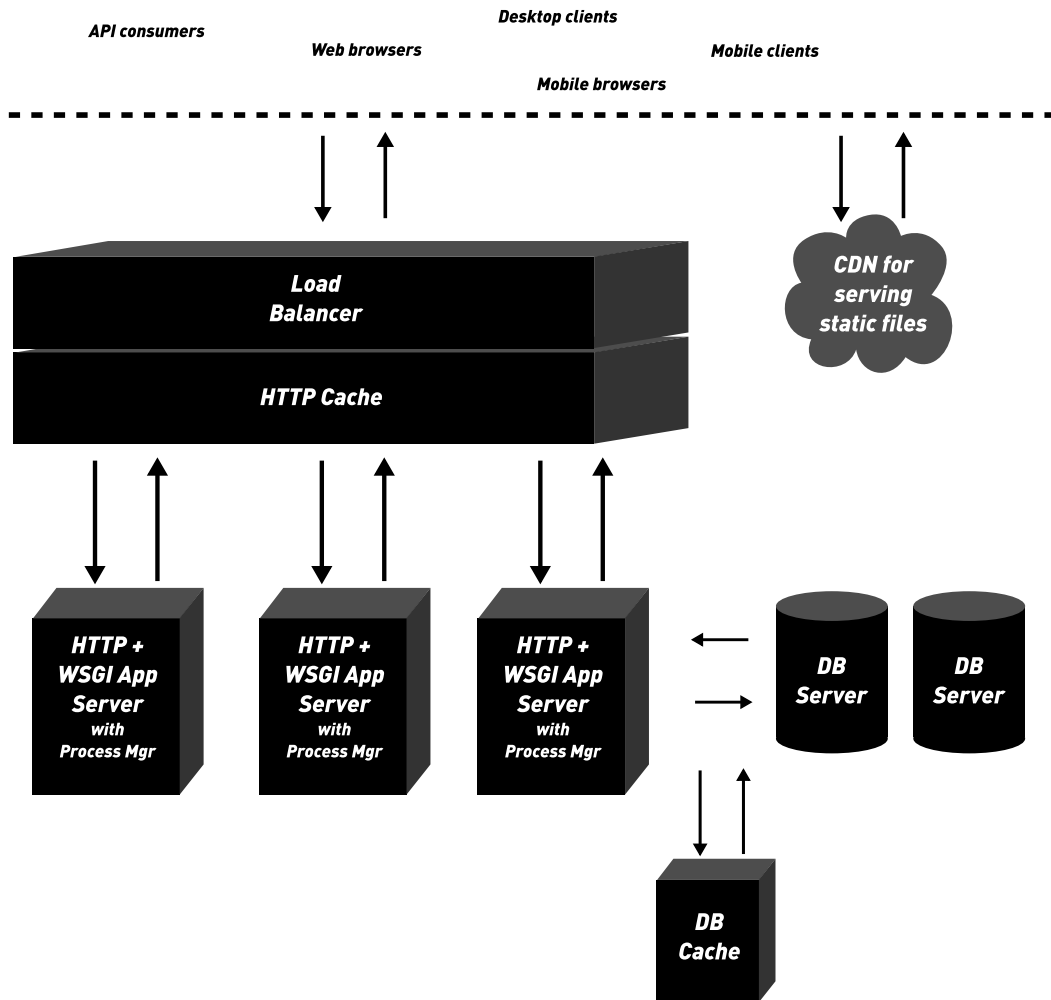 Desktop clients
API consumers
Web browsers
Mobile clients
Mobile browsers
Load
Balancer
CDN for
serving
static files
HTTP Cache
HTTP +
WSGI App
Server
with
Process Mgr
HTTP +
WSGI App
Server
with
Process Mgr
HTTP +
WSGI App
Server
with
Process Mgr
DB
Server
DB
Server
DB
Cache